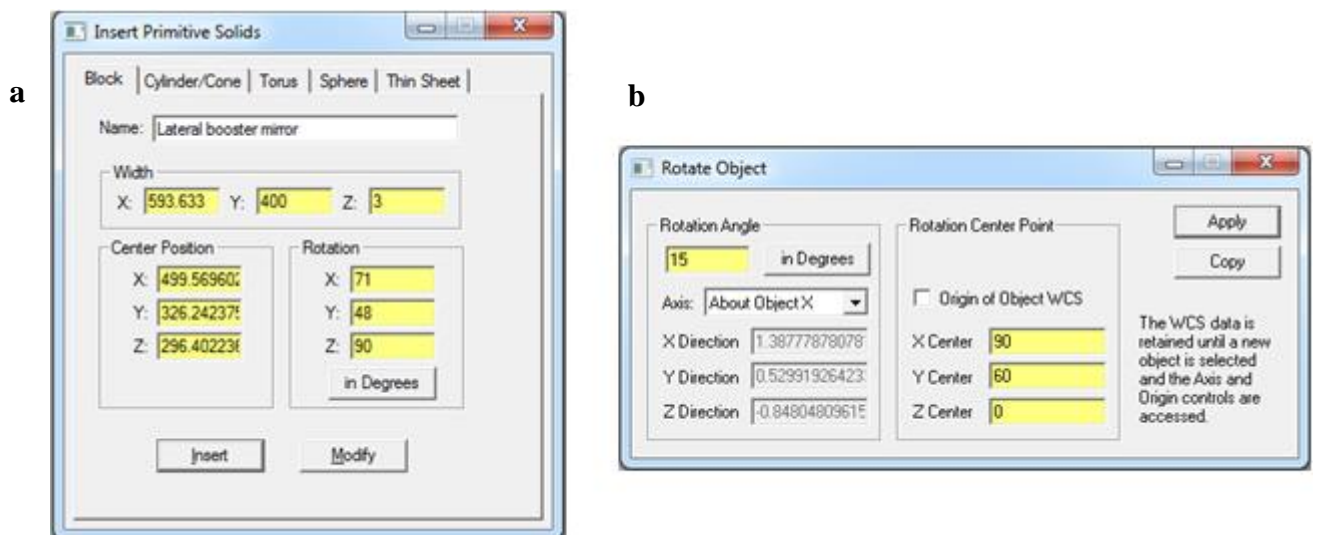 a
Insert Primitive Solids
Block Cylinder/Cone Torus Sphere Thin Sheet
Name: Lateral booster mirror
Width
X: 593.633 Y: 400 Z: 3
Center Position Rotation
X: 499.569602 X: 71
Y: 326.242375 Y: 48
Z: 296.402236 Z: 90
in Degrees
Insert Modify
b
Rotate Object
Rotation Angle Rotation Center Point Apply
15 in Degrees Copy
Axis: About Object X Origin of Object WCS
X Direction 1.38777878078 X Center 90
Y Direction 0.52991926423 Y Center 60
Z Direction -0.84804809615 Z Center 0
The WCS data is
retained until a new
object is selected
and the Axis and
Origin controls are
accessed.